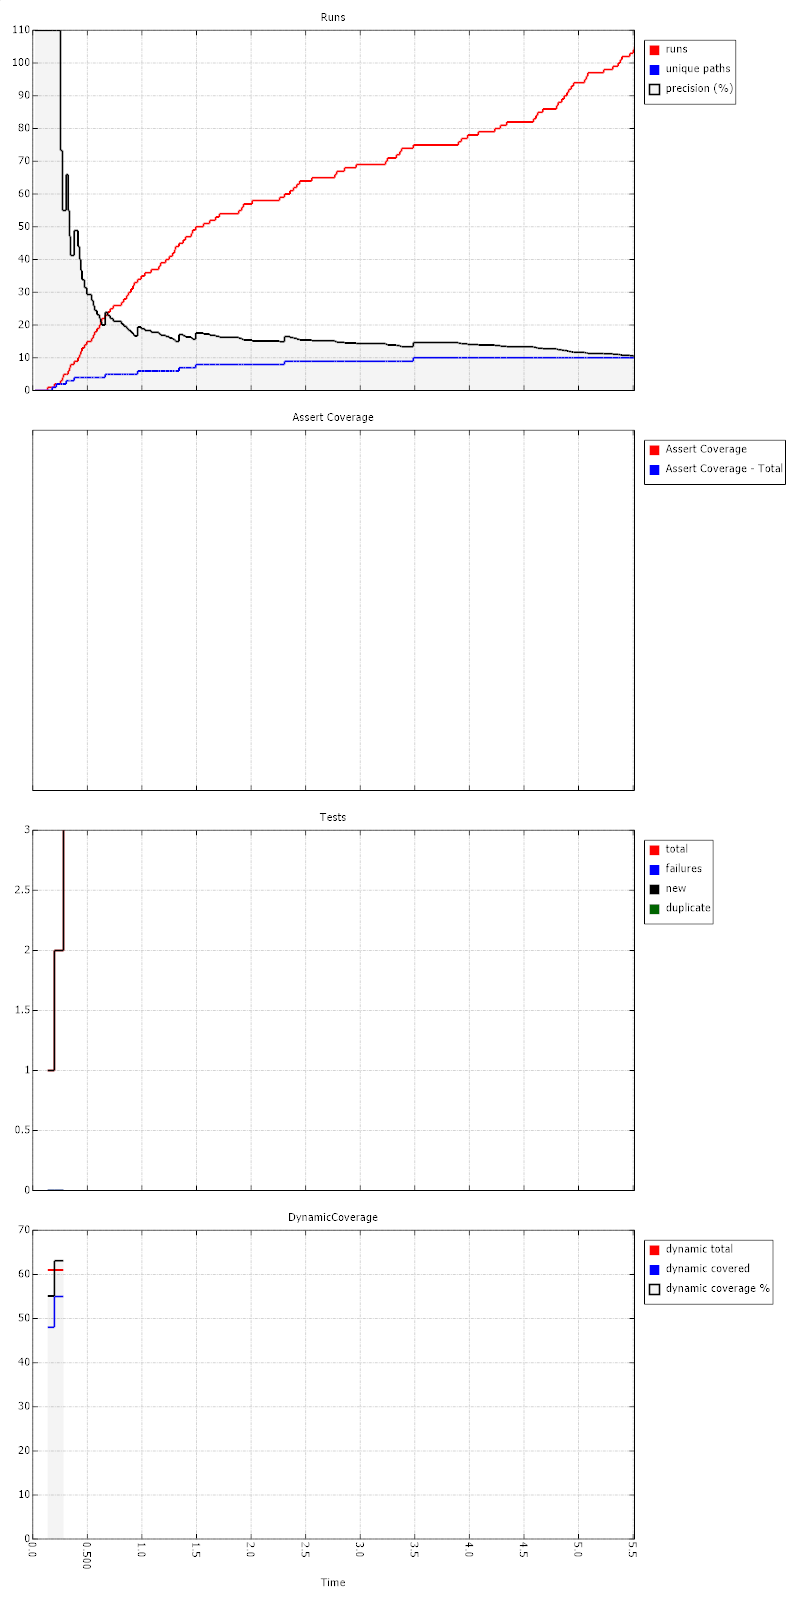 Runs
110
100
90
80
70
60
50
40
30
20
10
0
runs
unique paths
precision (%)
Assert Coverage
Assert Coverage
Assert Coverage - Total
Tests
3
2.5
2
1.5
1
0.5
0
total
failures
new
duplicate
DynamicCoverage
70
60
50
40
30
20
10
0
dynamic total
dynamic covered
dynamic coverage %
0.0
0.500
1.0
1.5
2.0
2.5
3.0
3.5
4.0
4.5
5.0
5.5
Time